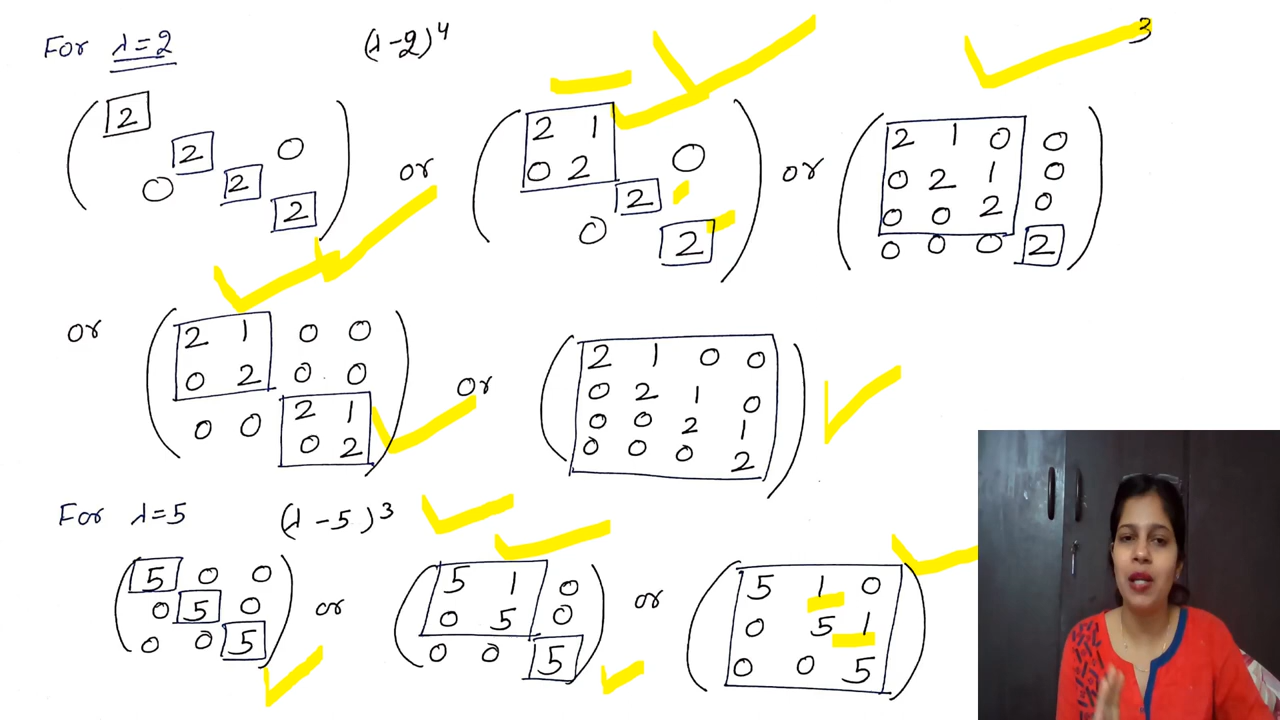 For λ=2 (λ-2)⁴ 3
2 0 2 1 0 2 1 0 0
2 or 0 2 or 0 2 1 0
0 2 2 0 0 2 0
2 0 2 0 0 0 2
or 2 1 0 0 or 2 1 0 0
0 2 0 0 0 2 1 0
0 0 2 1 0 0 2 1
0 2 0 0 0 2
For λ=5 (λ-5)³
5 0 0 or 5 1 0 or 5 1 0
0 5 0 0 5 0 0 5 1
0 0 5 0 0 5 0 0 5